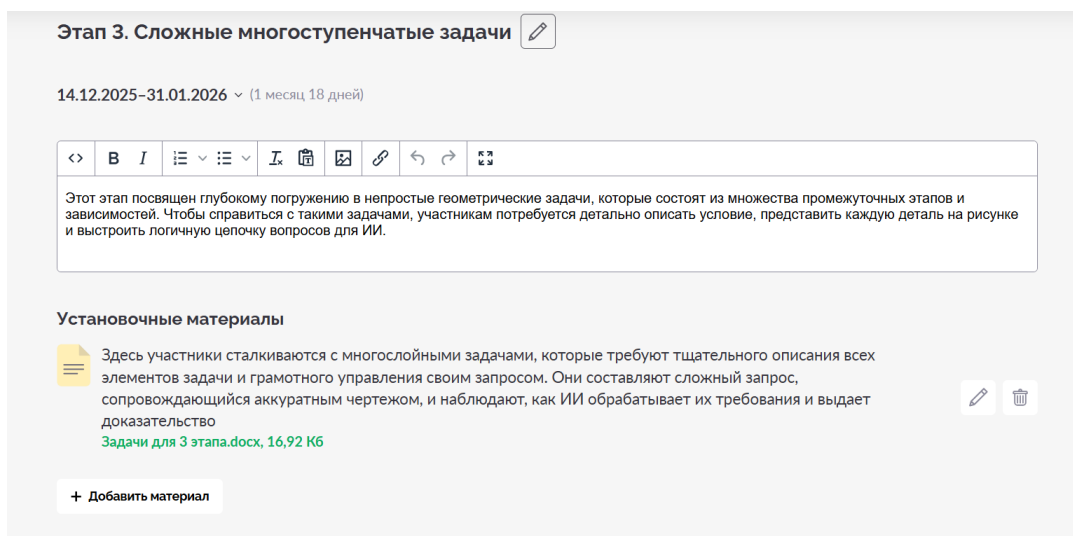 Этап 3. Сложные многоступенчатые задачи
14.12.2025–31.01.2026 (1 месяц 18 дней)
B I
Этот этап посвящен глубокому погружению в непростые геометрические задачи, которые состоят из множества промежуточных этапов и
зависимостей. Чтобы справиться с такими задачами, участникам потребуется детально описать условие, представить каждую деталь на рисунке
и выстроить логичную цепочку вопросов для ИИ.
Установочные материалы
Здесь участники сталкиваются с многослойными задачами, которые требуют тщательного описания всех
элементов задачи и грамотного управления своим запросом. Они составляют сложный запрос,
сопровождающийся аккуратным чертежом, и наблюдают, как ИИ обрабатывает их требования и выдает
доказательство
Задачи для 3 этапа.docx, 16,92 Кб
+ Добавить материал